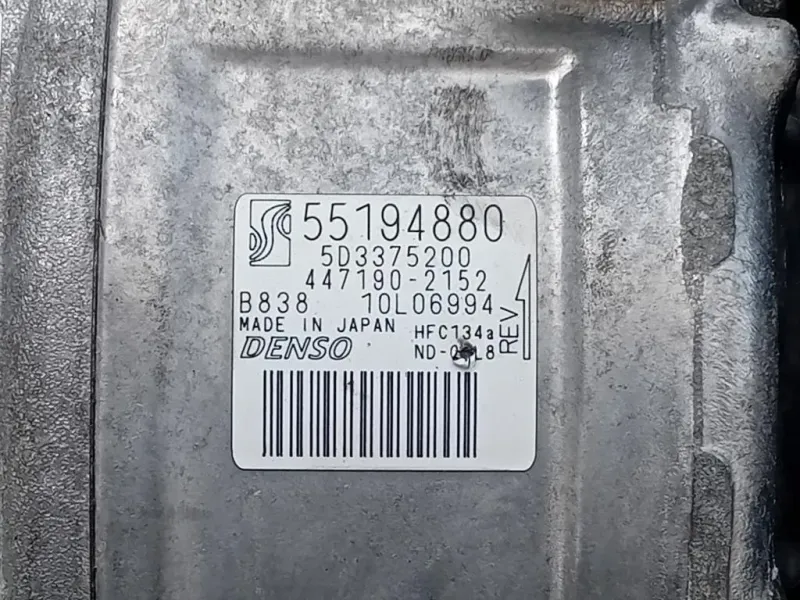 55194880
5D3375200
447190-2152
B838 10L06994
MADE IN JAPAN HFC134a
DENSO
REV